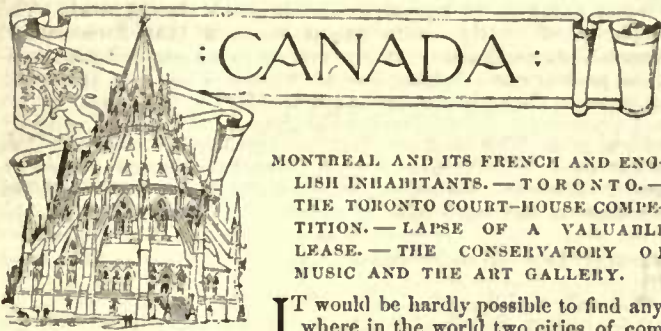 : CANADA :
MONTREAL AND ITS FRENCH AND ENG-
LISH INHABITANTS. — TORONTO. —
THE TORONTO COURT-HOUSE COMPE-
TITION. — LAPSE OF A VALUABLE
LEASE. — THE CONSERVATORY OF
MUSIC AND THE ART GALLERY.
IT would be hardly possible to find any
where in the world two cities of com